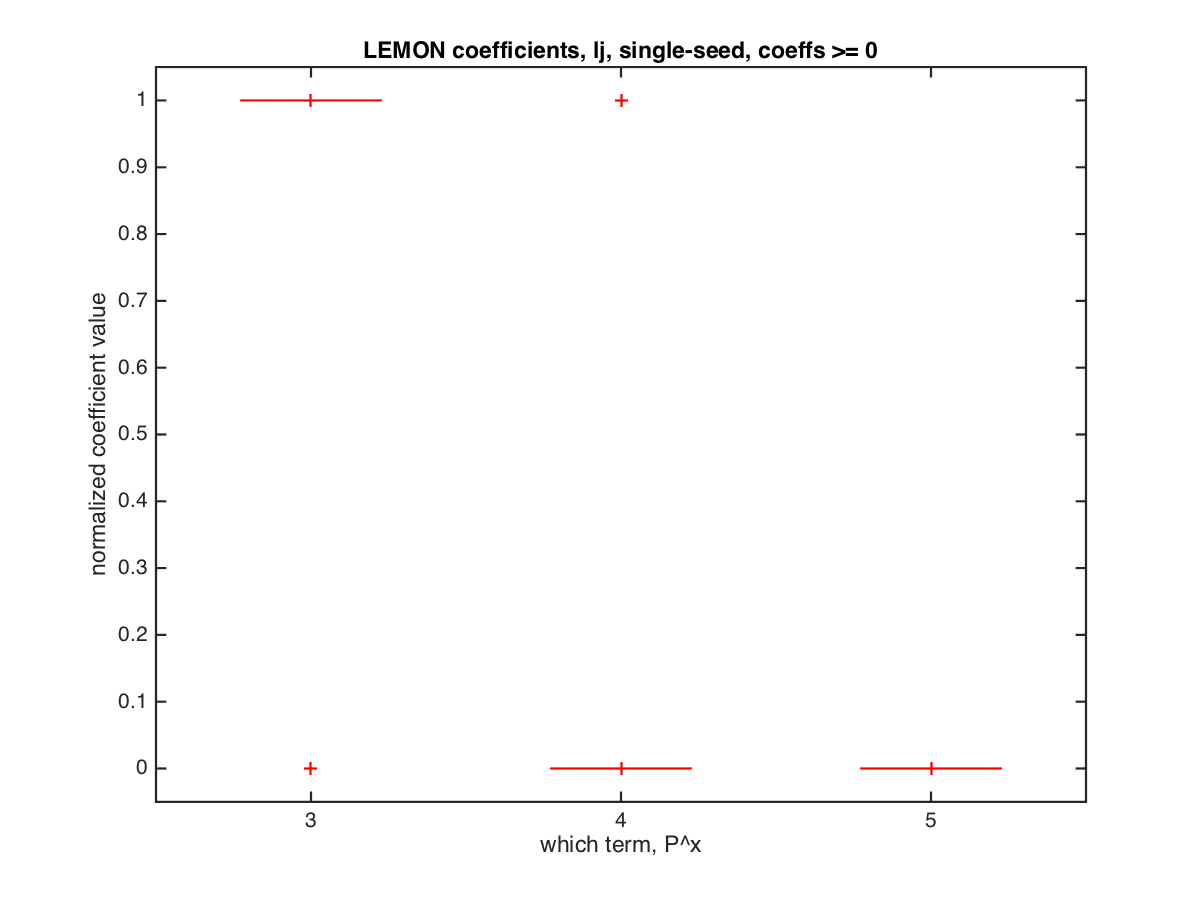 LEMON coefficients, lj, single-seed, coeffs >= 0
1
0.9
0.8
0.7
0.6
0.5
0.4
0.3
0.2
0.1
0
normalized coefficient value
3 4 5
which term, P^x